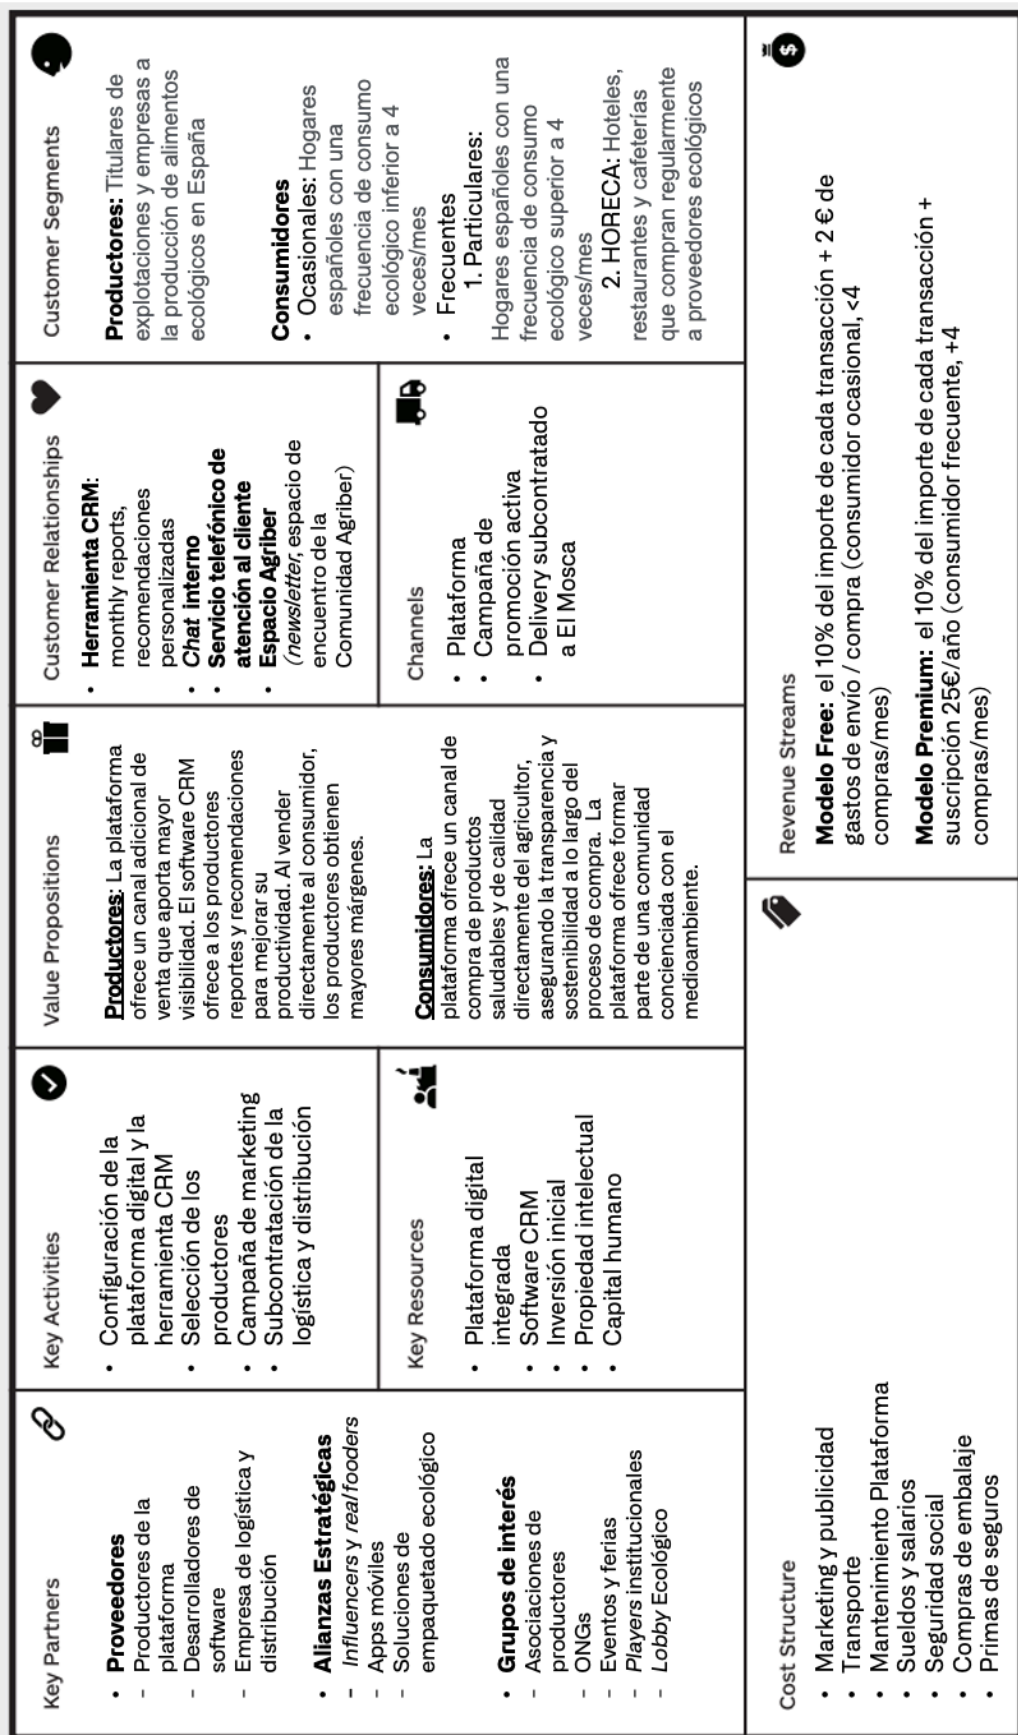 Key Partners
• Proveedores
– Productores de la
plataforma
– Desarrolladores de
software
– Empresa de logística y
distribución
• Alianzas Estratégicas
– Influencers y realfooders
– Apps móviles
– Soluciones de
empaquetado ecológico
• Grupos de interés
– Asociaciones de
productores
– ONGs
– Eventos y ferias
– Players institucionales
– Lobby Ecológico
Key Activities
• Configuración de la
plataforma digital y la
herramienta CRM
• Selección de los
productores
• Campaña de marketing
• Subcontratación de la
logística y distribución
Key Resources
• Plataforma digital
integrada
• Software CRM
• Inversión inicial
• Propiedad intelectual
• Capital humano
Value Propositions
Productores: La plataforma
ofrece un canal adicional de
venta que aporta mayor
visibilidad. El software CRM
ofrece a los productores
reportes y recomendaciones
para mejorar su
productividad. Al vender
directamente al consumidor,
los productores obtienen
mayores márgenes.
Consumidores: La
plataforma ofrece un canal de
compra de productos
saludables y de calidad
directamente del agricultor,
asegurando la transparencia y
sostenibilidad a lo largo del
proceso de compra. La
plataforma ofrece formar
parte de una comunidad
concienciada con el
medioambiente.
Customer Relationships
• Herramienta CRM:
monthly reports,
recomendaciones
personalizadas
• Chat interno
• Servicio telefónico de
atención al cliente
• Espacio Agriber
(newsletter, espacio de
encuentro de la
Comunidad Agriber)
Channels
• Plataforma
• Campaña de
promoción activa
• Delivery subcontratado
a El Mosca
Customer Segments
Productores: Titulares de
explotaciones y empresas a
la producción de alimentos
ecológicos en España
Consumidores
• Ocasionales: Hogares
españoles con una
frecuencia de consumo
ecológico inferior a 4
veces/mes
• Frecuentes
1. Particulares:
Hogares españoles con una
frecuencia de consumo
ecológico superior a 4
veces/mes
2. HORECA: Hoteles,
restaurantes y cafeterías
que compran regularmente
a proveedores ecológicos
Cost Structure
• Marketing y publicidad
• Transporte
• Mantenimiento Plataforma
• Sueldos y salarios
• Seguridad social
• Compras de embalaje
• Primas de seguros
Revenue Streams
Modelo Free: el 10% del importe de cada transacción + 2 € de
gastos de envío / compra (consumidor ocasional, <4
compras/mes)
Modelo Premium: el 10% del importe de cada transacción +
suscripción 25€/año (consumidor frecuente, +4
compras/mes)
$